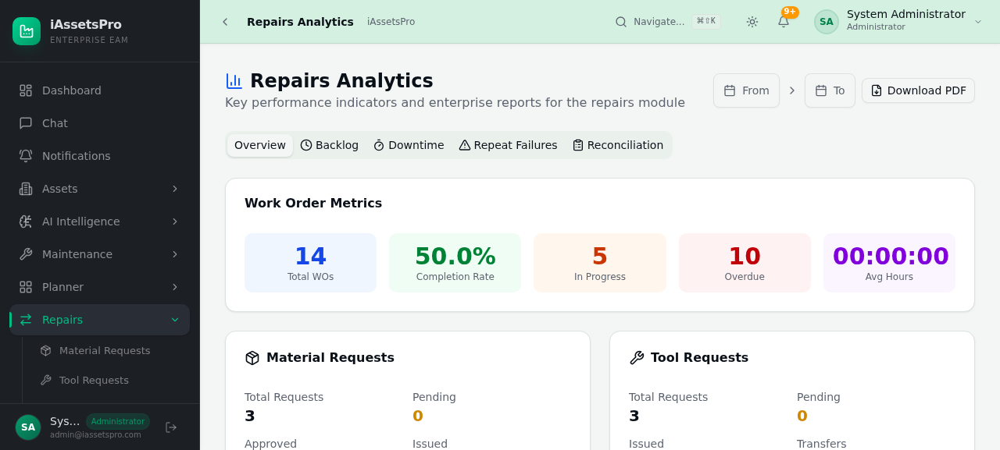 iAssetsPro
ENTERPRISE EAM
Dashboard
Chat
Notifications
Assets
AI Intelligence
Maintenance
Planner
Repairs
Material Requests
Tool Requests
SA
Sys...
Administrator
admin@iassetspro.com
Repairs Analytics
iAssetsPro
Navigate...
⌘⇧K
9+
SA
System Administrator
Administrator
Repairs Analytics
Key performance indicators and enterprise reports for the repairs module
From
To
Download PDF
Overview
Backlog
Downtime
Repeat Failures
Reconciliation
Work Order Metrics
14
Total WOs
50.0%
Completion Rate
5
In Progress
10
Overdue
00:00:00
Avg Hours
Material Requests
Total Requests
3
Pending
0
Approved
Issued
Tool Requests
Total Requests
3
Pending
0
Issued
Transfers